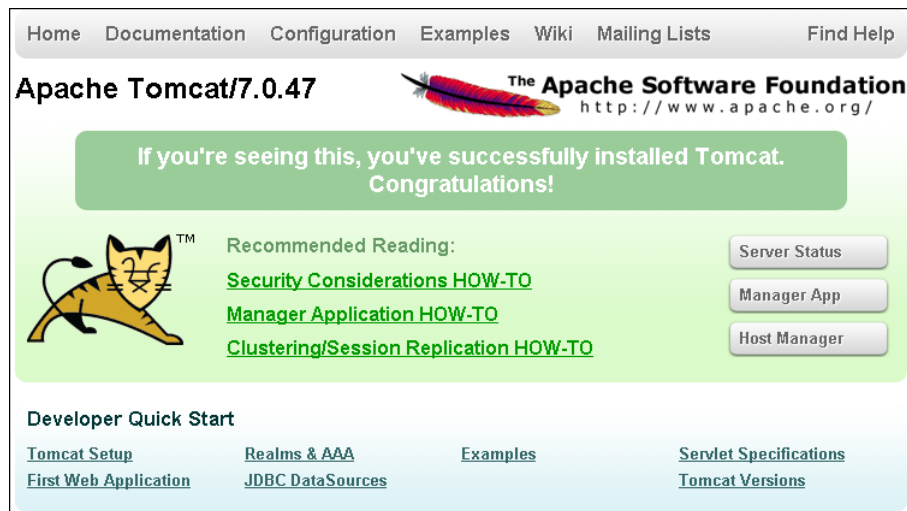 Home Documentation Configuration Examples Wiki Mailing Lists Find Help
Apache Tomcat/7.0.47
The Apache Software Foundation
http://www.apache.org/
If you're seeing this, you've successfully installed Tomcat.
Congratulations!
TM
Recommended Reading:
Security Considerations HOW-TO
Manager Application HOW-TO
Clustering/Session Replication HOW-TO
Server Status
Manager App
Host Manager
Developer Quick Start
Tomcat Setup Realms & AAA Examples Servlet Specifications
First Web Application JDBC DataSources Tomcat Versions